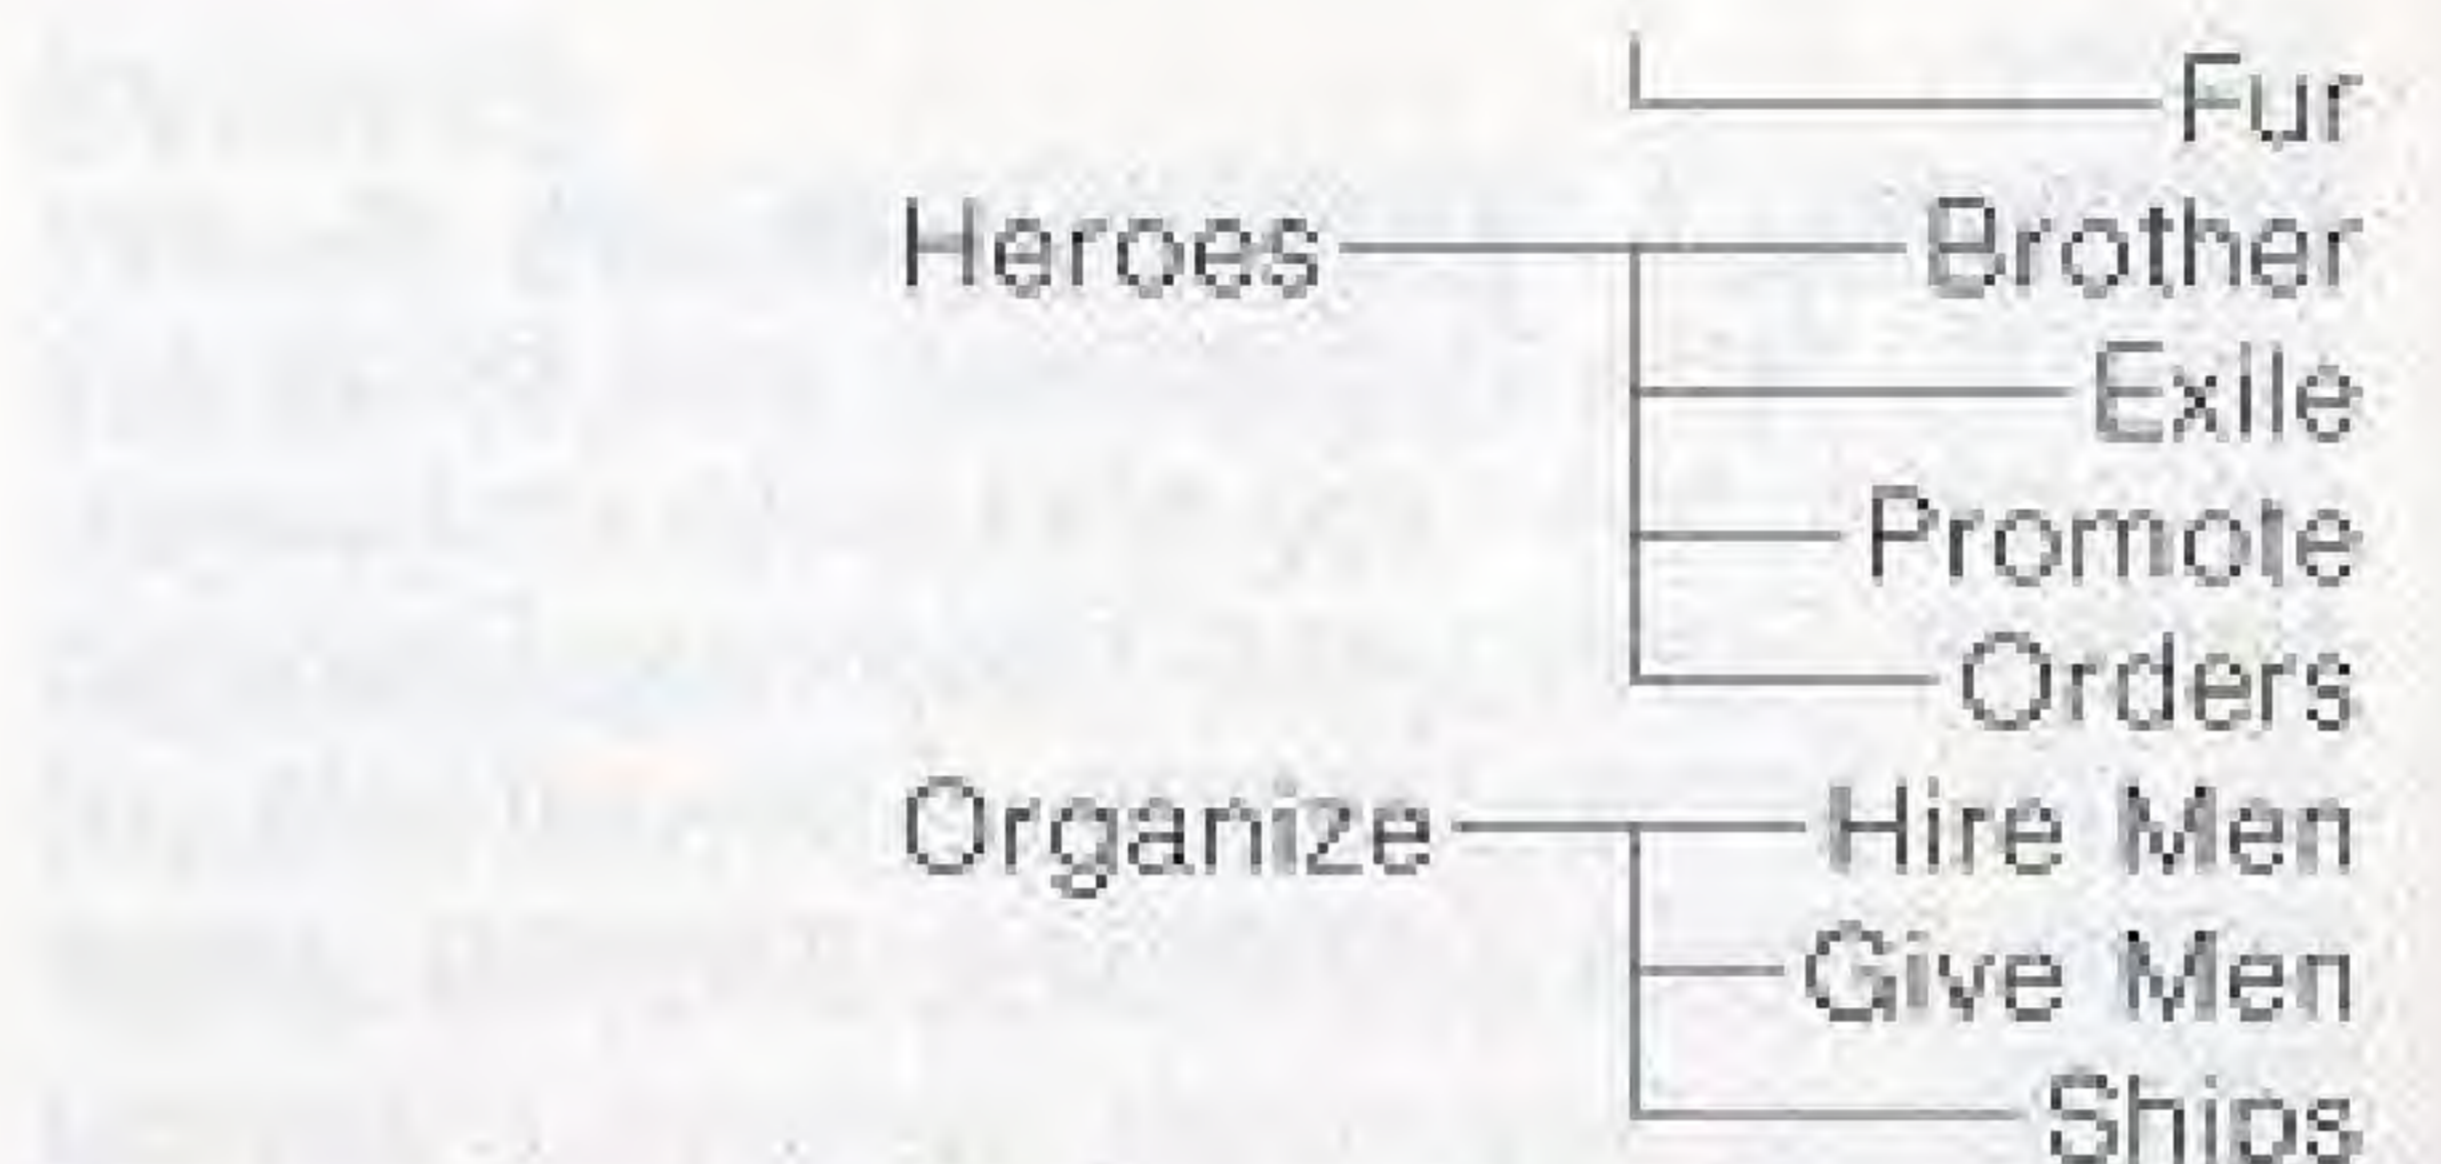 Fur
Heroes Brother
Exile
Promote
Orders
Organize Hire Men
Give Men
Ships